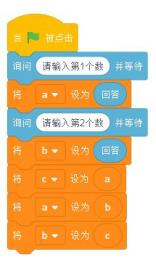 当 被点击
询问 请输入第1个数 并等待
将 a 设为 回答
询问 请输入第2个数 并等待
将 b 设为 回答
将 c 设为 a
将 a 设为 b
将 b 设为 c